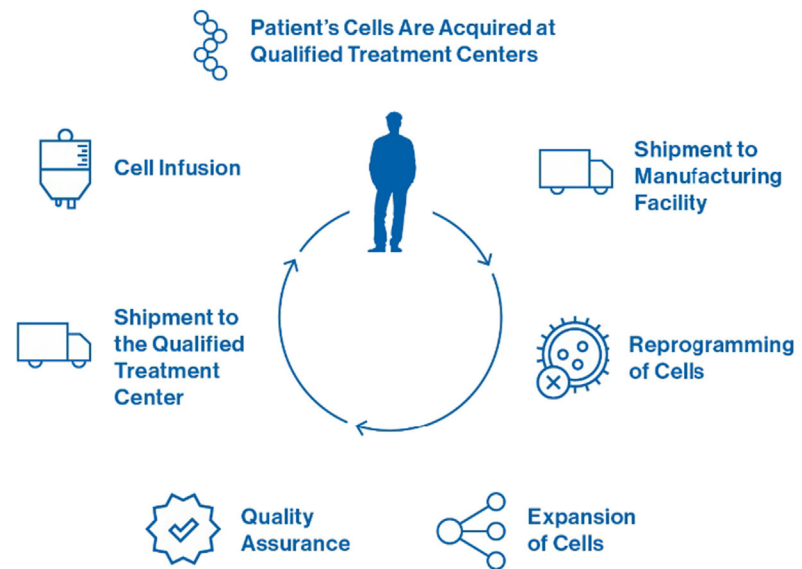 Patient's Cells Are Acquired at
Qualified Treatment Centers
Shipment to
Manufacturing
Facility
Reprogramming
of Cells
Expansion
of Cells
Quality
Assurance
Shipment to
the Qualified
Treatment
Center
Cell Infusion